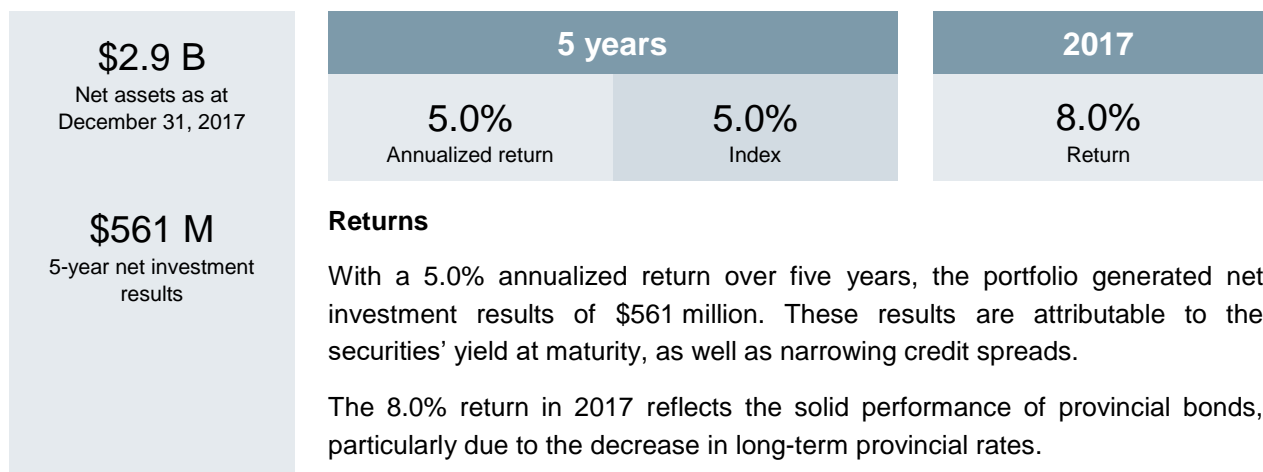 $2.9 B
Net assets as at
December 31, 2017
$561 M
5-year net investment
results
5 years
5.0%
Annualized return
5.0%
Index
2017
8.0%
Return
Returns
With a 5.0% annualized return over five years, the portfolio generated net
investment results of $561 million. These results are attributable to the
securities’ yield at maturity, as well as narrowing credit spreads.
The 8.0% return in 2017 reflects the solid performance of provincial bonds,
particularly due to the decrease in long-term provincial rates.